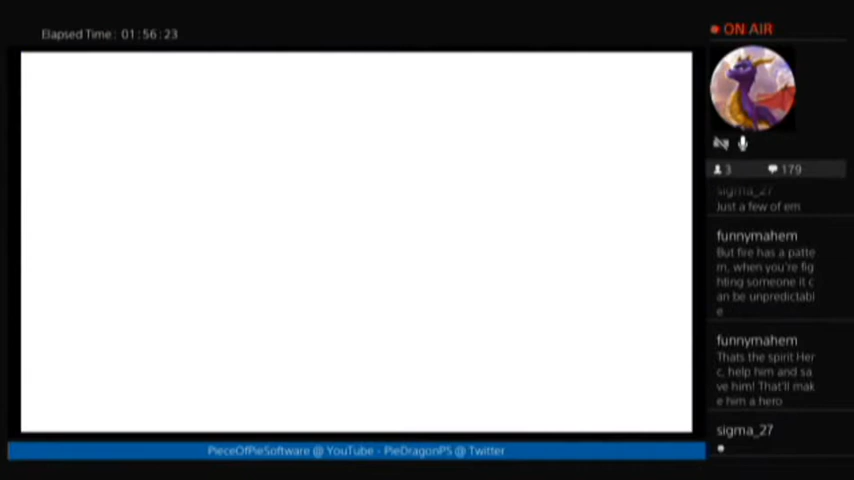 Elapsed Time: 01:56:23
ON AIR
3 179
sigma_27
Just a few of em
funnymahem
But fire has a patte
rn, when you're fig
hting someone it c
an be unpredictabl
e
funnymahem
Thats the spirit Her
c, help him and sa
ve him! That'll mak
e him a hero
sigma_27
PieceOfPieSoftware @ YouTube - PieDragonPS @ Twitter